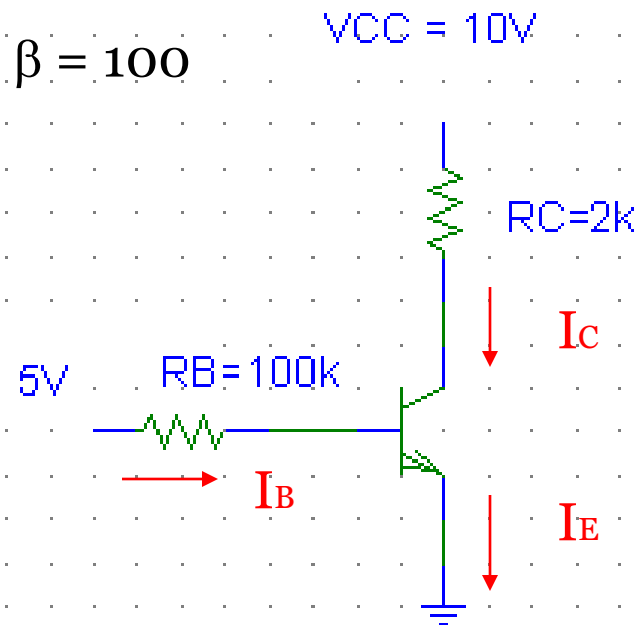 VCC = 10V
β = 100
RC=2k
IC
RB=100k
5V
IB
IE